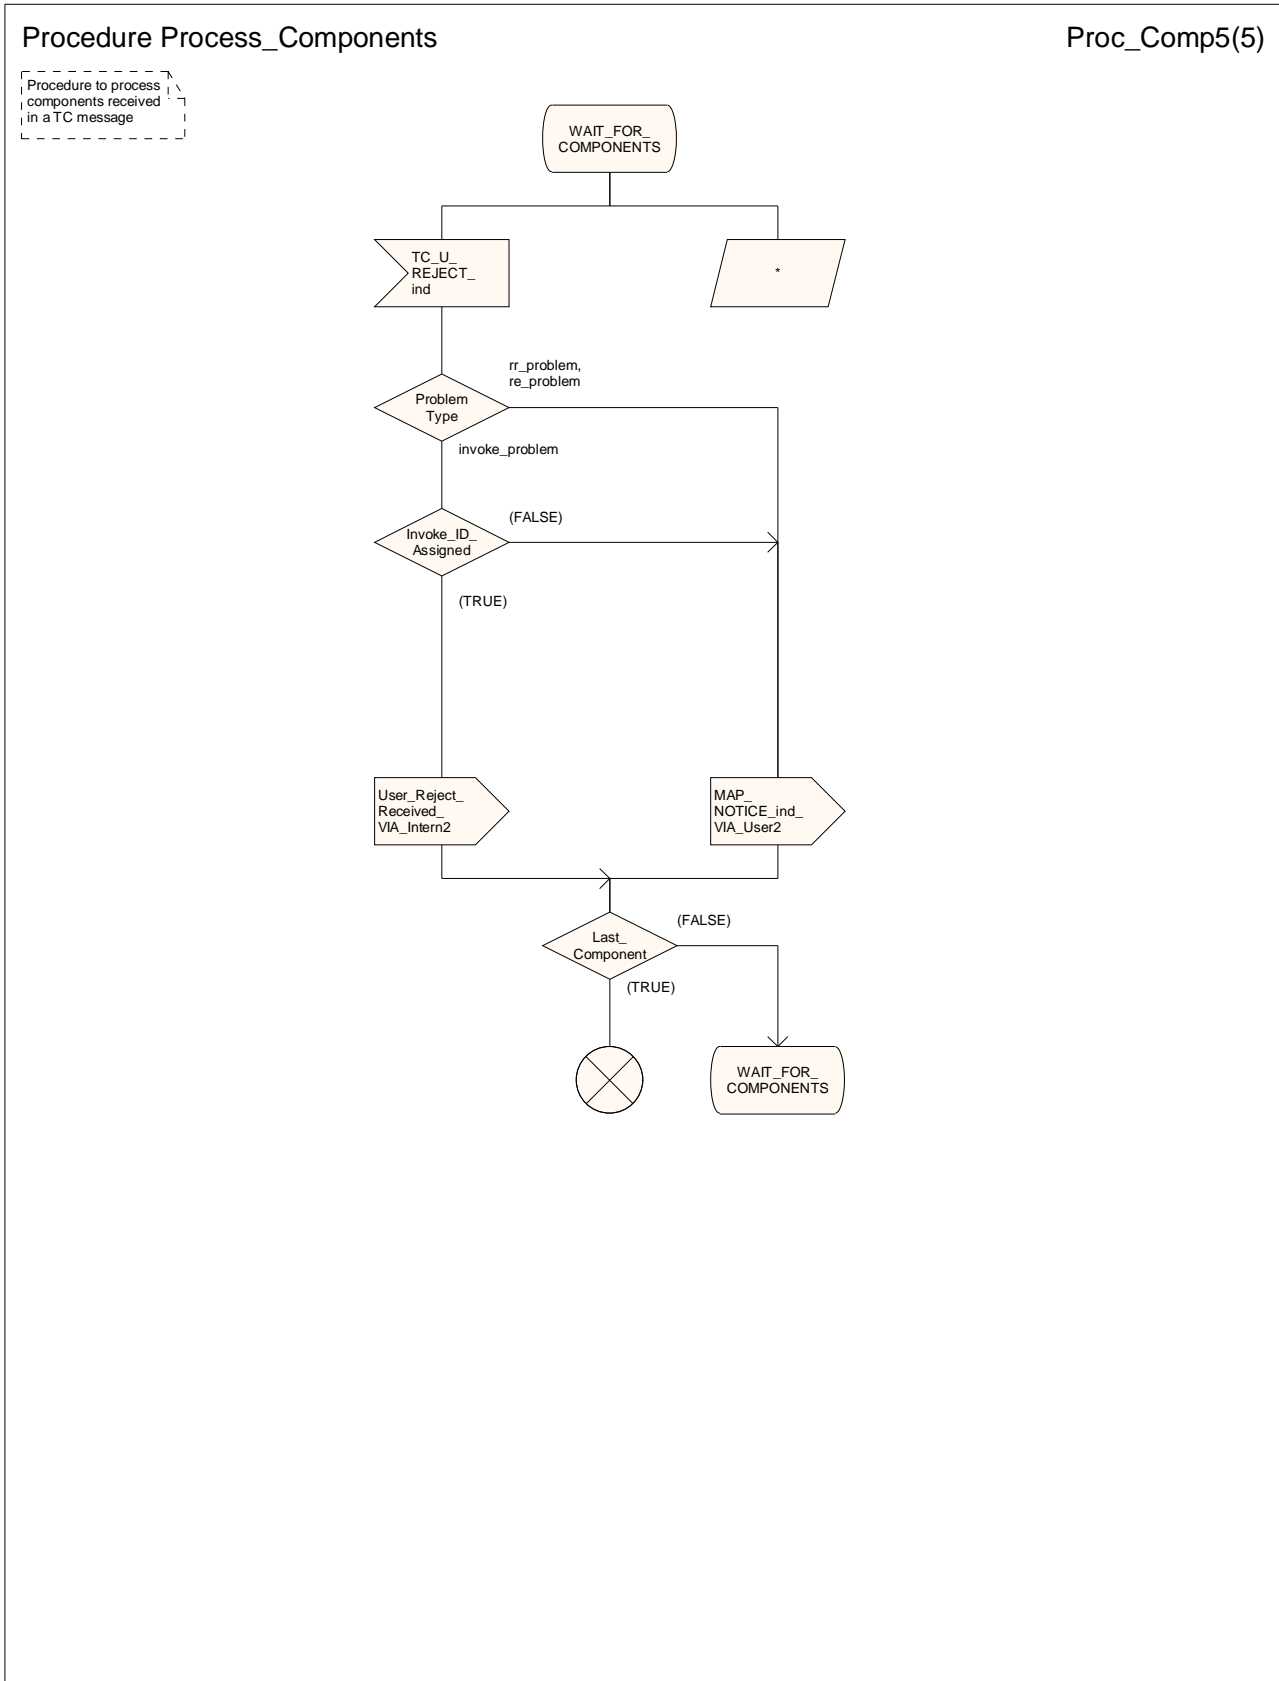 Procedure Process_Components
Proc_Comp5(5)
Procedure to process
components received
in a TC message
WAIT_FOR_
COMPONENTS
TC_U_
REJECT_
ind
*
rr_problem,
re_problem
Problem
Type
invoke_problem
(FALSE)
Invoke_ID_
Assigned
(TRUE)
User_Reject_
Received_
VIA_Intern2
MAP_
NOTICE_ind_
VIA_User2
(FALSE)
Last_
Component
(TRUE)
WAIT_FOR_
COMPONENTS